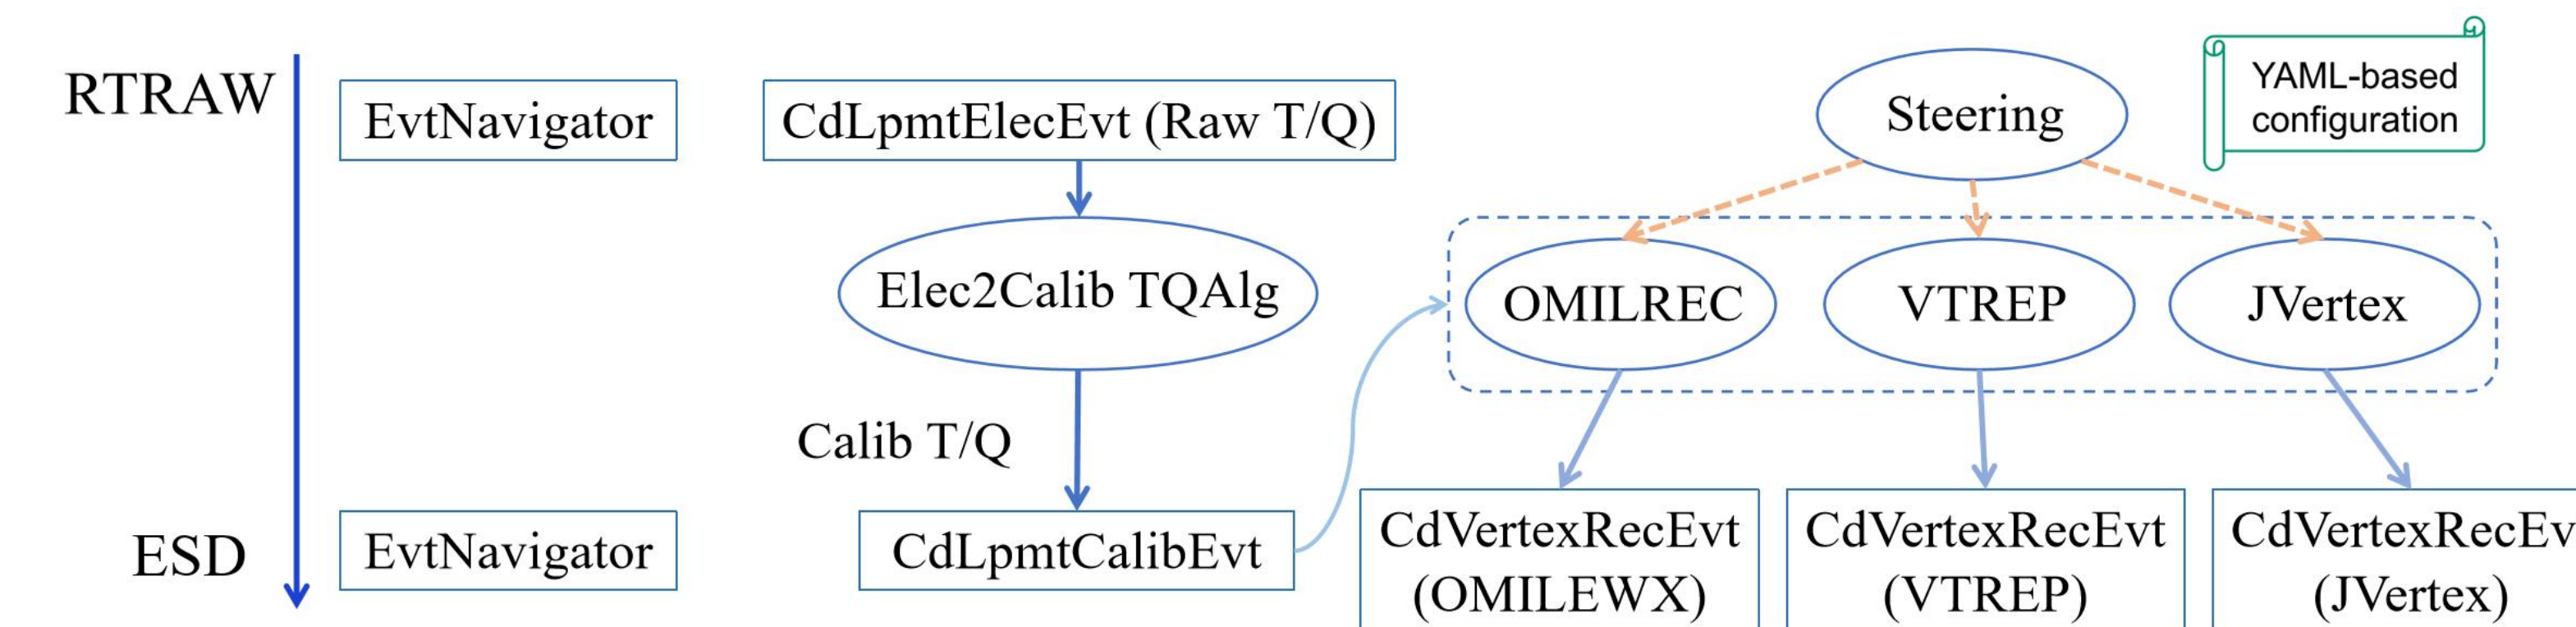 RTRAW
EvtNavigator
CdLpmtElecEvt (Raw T/Q)
Steering
YAML-based
configuration
Elec2Calib TQAlg
OMILREC
VTREP
JVertex
Calib T/Q
ESD
EvtNavigator
CdLpmtCalibEvt
CdVertexRecEvt
(OMILEWX)
CdVertexRecEvt
(VTREP)
CdVertexRecEv
(JVertex)